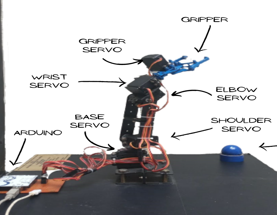 GRIPPER
GRIPPER
SERVO
WRIST
SERVO
ELBOW
SERVO
BASE
SERVO
SHOULDER
SERVO
ARDUINO